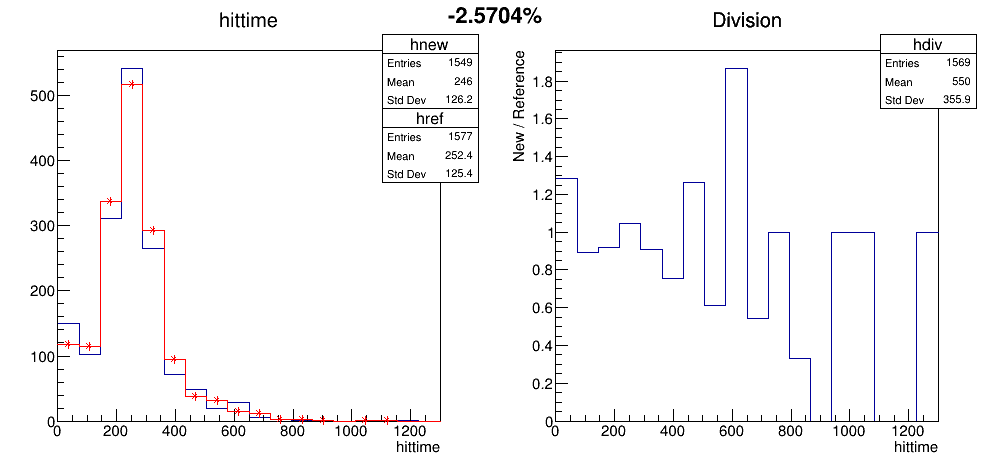 -2.5704%
hittime
hnew
Entries 1549
Mean 246
Std Dev 126.2
href
Entries 1577
Mean 252.4
Std Dev 125.4
500
400
300
200
100
0
0 200 400 600 800 1000 1200
hittime
Division
hdiv
Entries 1569
Mean 550
Std Dev 355.9
New / Reference
1.8
1.6
1.4
1.2
1
0.8
0.6
0.4
0.2
0
0 200 400 600 800 1000 1200
hittime